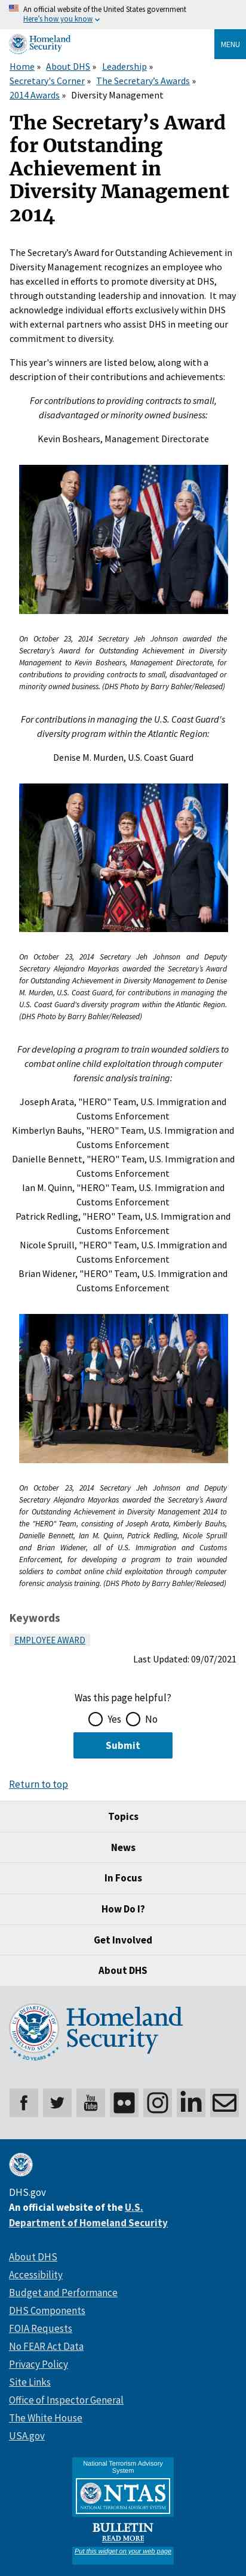 An official website of the United States government
Here's how you know
Homeland
Security
MENU
Home » About DHS » Leadership »
Secretary's Corner » The Secretary's Awards »
2014 Awards » Diversity Management
The Secretary’s Award
for Outstanding
Achievement in
Diversity Management
2014
The Secretary’s Award for Outstanding Achievement in
Diversity Management recognizes an employee who
has excelled in efforts to promote diversity at DHS,
through outstanding leadership and innovation. It may
acknowledge individual efforts exclusively within DHS
with external partners who assist DHS in meeting our
commitment to diversity.
This year's winners are listed below, along with a
description of their contributions and achievements:
For contributions to providing contracts to small,
disadvantaged or minority owned business:
Kevin Boshears, Management Directorate
On October 23, 2014 Secretary Jeh Johnson awarded the
Secretary’s Award for Outstanding Achievement in Diversity
Management to Kevin Boshears, Management Directorate, for
contributions to providing contracts to small, disadvantaged or
minority owned business. (DHS Photo by Barry Bahler/Released)
For contributions in managing the U.S. Coast Guard's
diversity program within the Atlantic Region:
Denise M. Murden, U.S. Coast Guard
On October 23, 2014 Secretary Jeh Johnson and Deputy
Secretary Alejandro Mayorkas awarded the Secretary’s Award
for Outstanding Achievement in Diversity Management to Denise
M. Murden, U.S. Coast Guard, for contributions in managing the
U.S. Coast Guard's diversity program within the Atlantic Region.
(DHS Photo by Barry Bahler/Released)
For developing a program to train wounded soldiers to
combat online child exploitation through computer
forensic analysis training:
Joseph Arata, "HERO" Team, U.S. Immigration and
Customs Enforcement
Kimberlyn Bauhs, "HERO" Team, U.S. Immigration and
Customs Enforcement
Danielle Bennett, "HERO" Team, U.S. Immigration and
Customs Enforcement
Ian M. Quinn, "HERO" Team, U.S. Immigration and
Customs Enforcement
Patrick Redling, "HERO" Team, U.S. Immigration and
Customs Enforcement
Nicole Spruill, "HERO" Team, U.S. Immigration and
Customs Enforcement
Brian Widener, "HERO" Team, U.S. Immigration and
Customs Enforcement
On October 23, 2014 Secretary Jeh Johnson and Deputy
Secretary Alejandro Mayorkas awarded the Secretary’s Award
for Outstanding Achievement in Diversity Management 2014 to
the "HERO" Team, consisting of Joseph Arata, Kimberly Bauhs,
Danielle Bennett, Ian M. Quinn, Patrick Redling, Nicole Spruill
and Brian Widener, all of U.S. Immigration and Customs
Enforcement, for developing a program to train wounded
soldiers to combat online child exploitation through computer
forensic analysis training. (DHS Photo by Barry Bahler/Released)
Keywords
EMPLOYEE AWARD
Last Updated: 09/07/2021
Was this page helpful?
Yes No
Submit
Return to top
Topics
News
In Focus
How Do I?
Get Involved
About DHS
Homeland
Security
20 YEARS
You
Tube
DHS.gov
An official website of the U.S.
Department of Homeland Security
About DHS
Accessibility
Budget and Performance
DHS Components
FOIA Requests
No FEAR Act Data
Privacy Policy
Site Links
Office of Inspector General
The White House
USA.gov
National Terrorism Advisory
System
NTAS
NATIONAL TERRORISM ADVISORY SYSTEM
BULLETIN
READ MORE
Put this widget on your web page